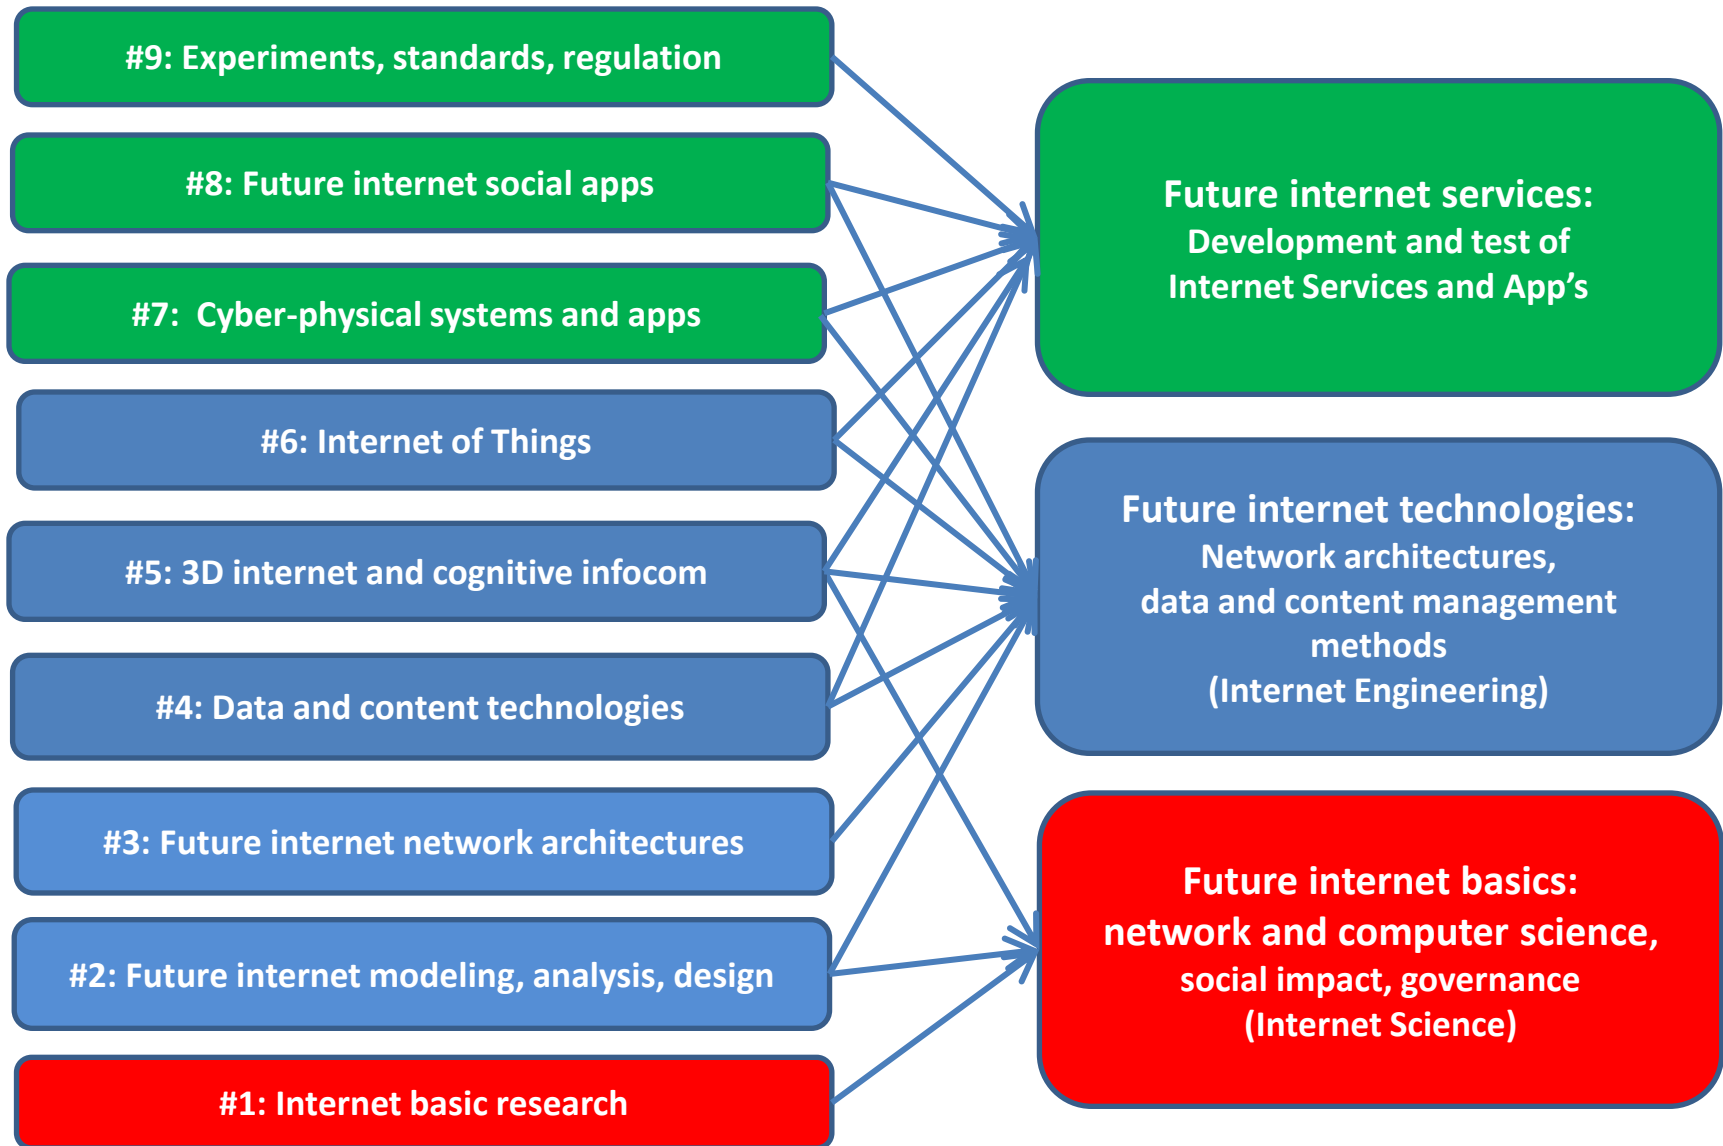 #9: Experiments, standards, regulation
#8: Future internet social apps
#7:  Cyber-physical systems and apps
#6: Internet of Things
#5: 3D internet and cognitive infocom
#4: Data and content technologies
#3: Future internet network architectures
#2: Future internet modeling, analysis, design
#1: Internet basic research
Future internet services:
Development and test of
Internet Services and App’s
Future internet technologies:
Network architectures,
data and content management
methods
(Internet Engineering)
Future internet basics:
network and computer science,
social impact, governance
(Internet Science)